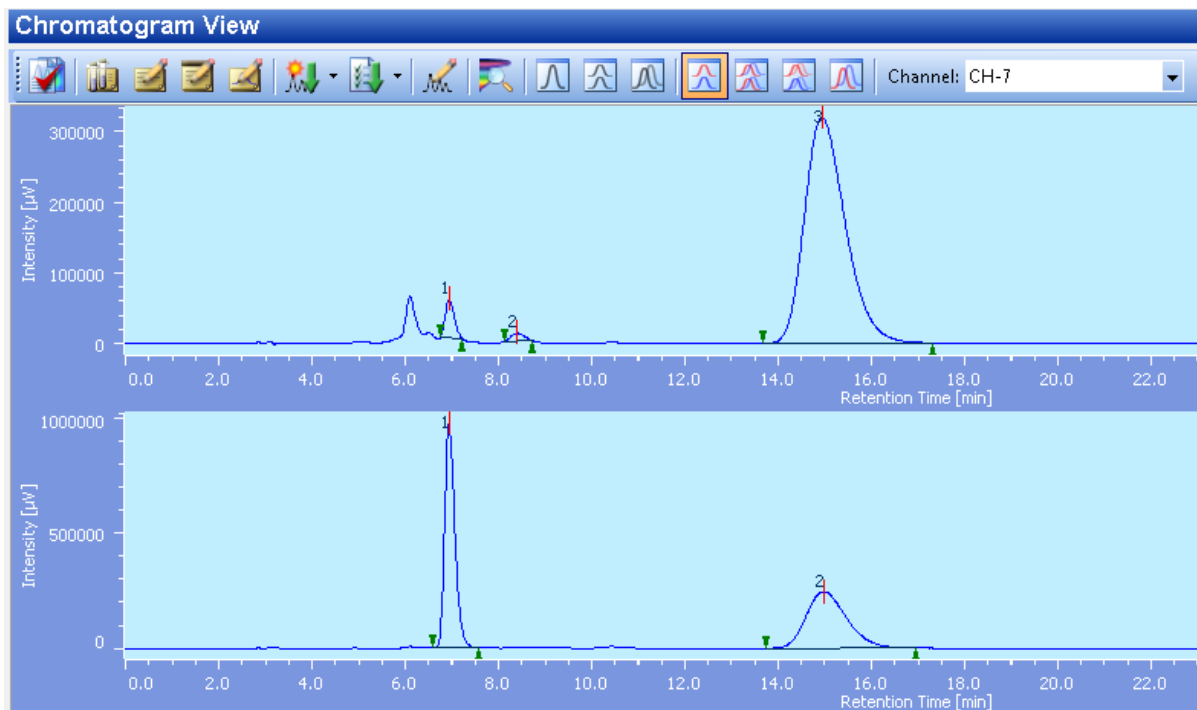 Chromatogram View
Channel: CH-7
Intensity [µV]
300000
200000
100000
0
1
2
3
0.0 2.0 4.0 6.0 8.0 10.0 12.0 14.0 16.0 18.0 20.0 22.0
Retention Time [min]
Intensity [µV]
1000000
500000
0
1
2
0.0 2.0 4.0 6.0 8.0 10.0 12.0 14.0 16.0 18.0 20.0 22.0
Retention Time [min]